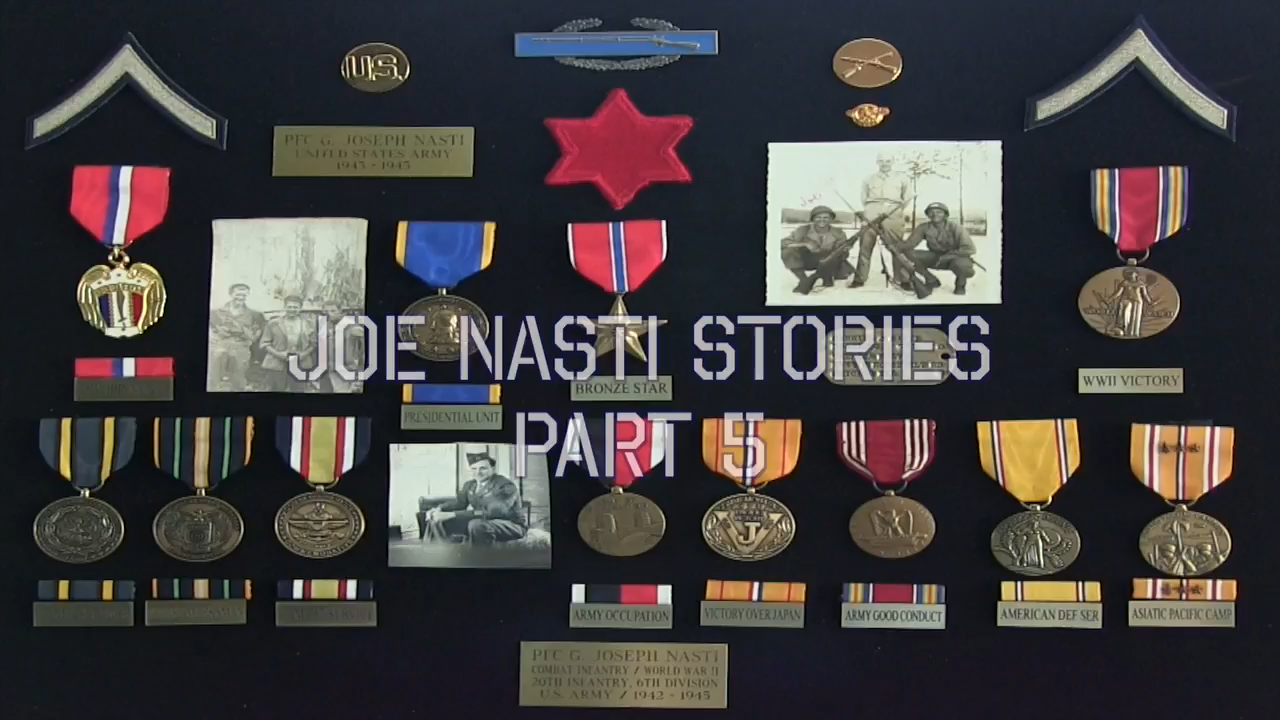 U.S.
PFC G. JOSEPH NASTI
UNITED STATES ARMY
1943 - 1945
JOE NASTI STORIES
PART 5
BRONZE STAR
WWII VICTORY
PRESIDENTIAL UNIT
ARMY OCCUPATION
VICTORY OVER JAPAN
ARMY GOOD CONDUCT
AMERICAN DEF SER
ASIATIC PACIFIC CAMP
PFC G. JOSEPH NASTI
COMBAT INFANTRY / WORLD WAR II
20TH INFANTRY, 6TH DIVISION
U.S. ARMY / 1942 - 1945